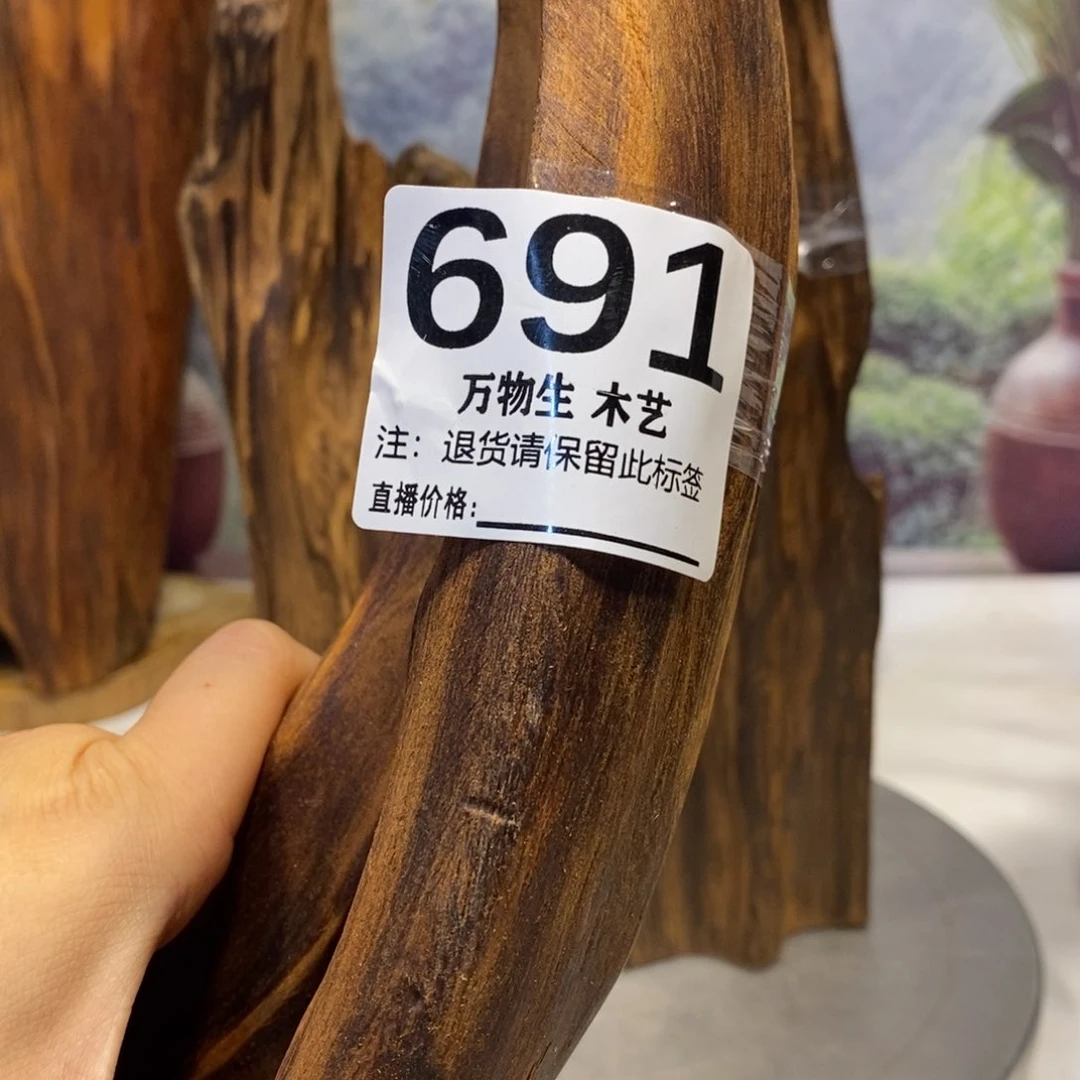 691
万物生 木艺
注：退货请保留此标签
直播价格: